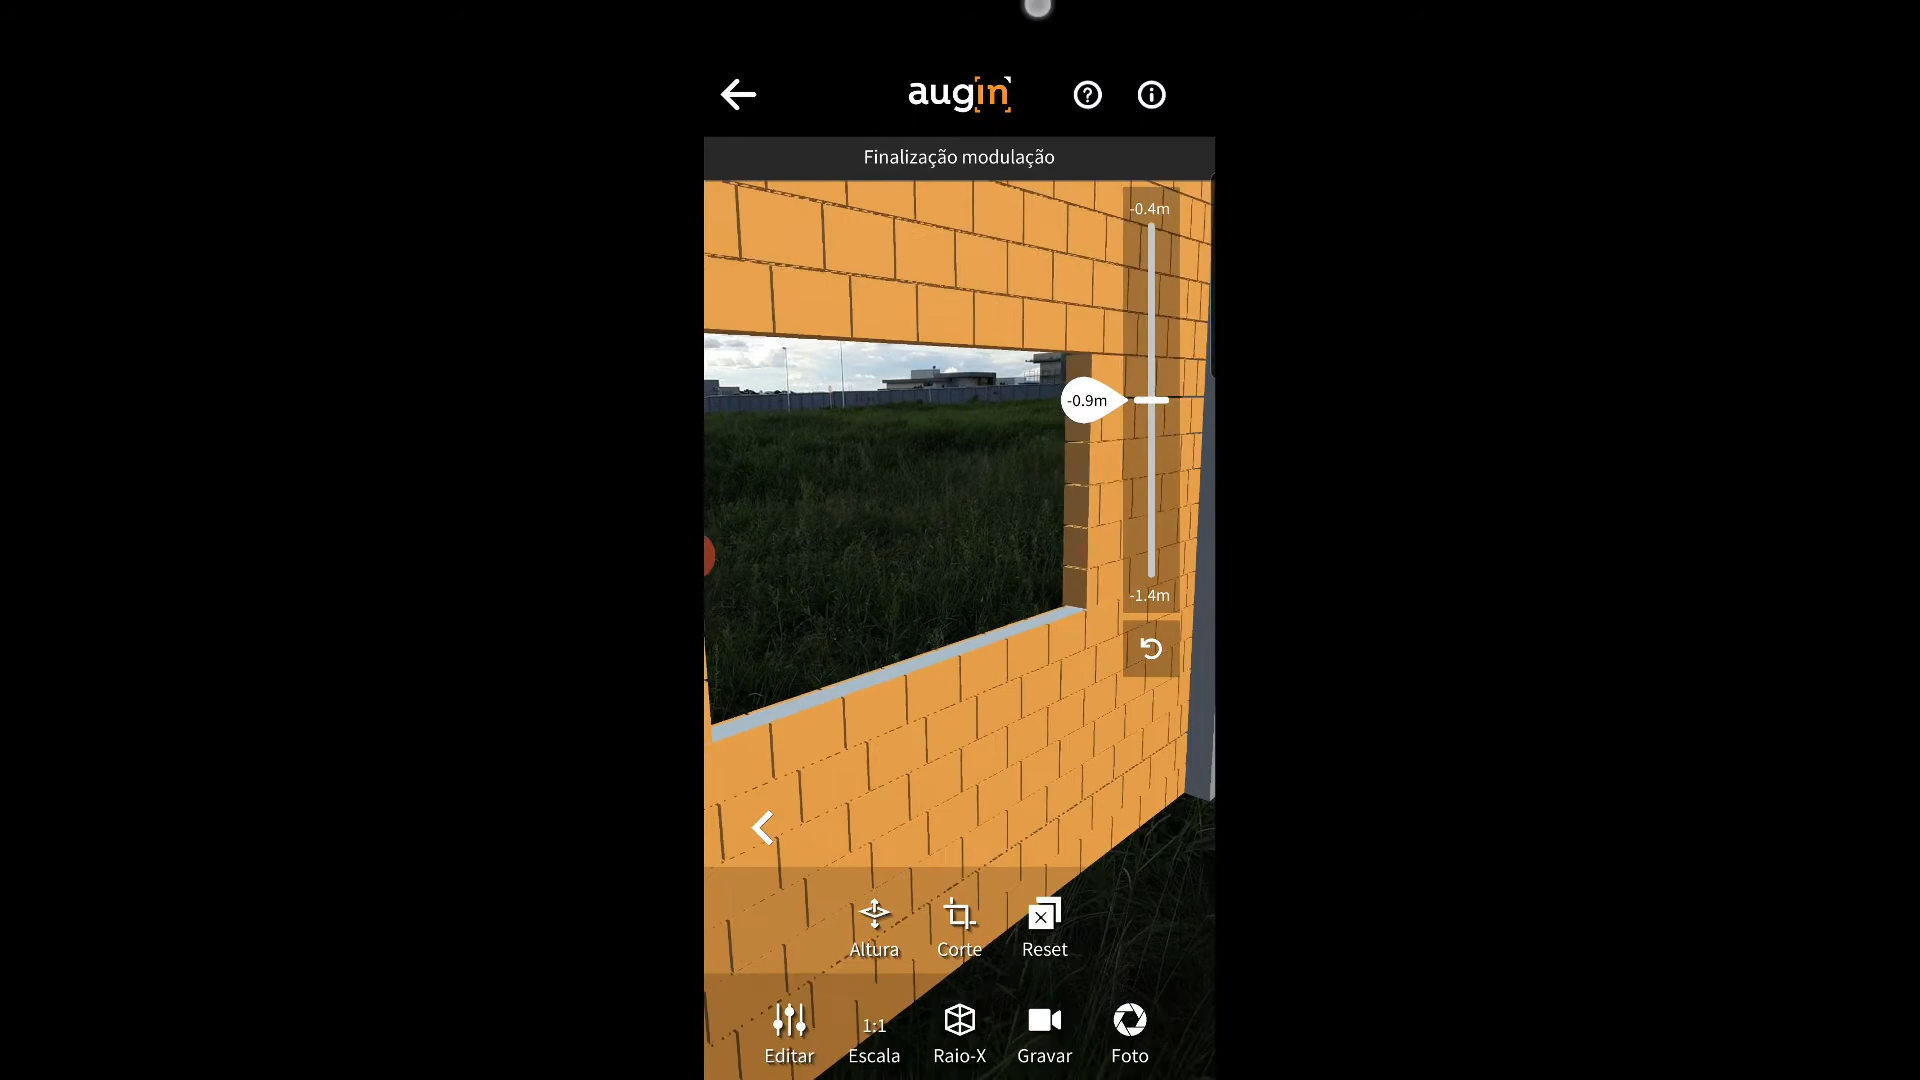 augin
Finalização modulação
-0.4m
-0.9m
-1.4m
Altura
Corte
Reset
1:1
Editar
Escala
Raio-X
Gravar
Foto